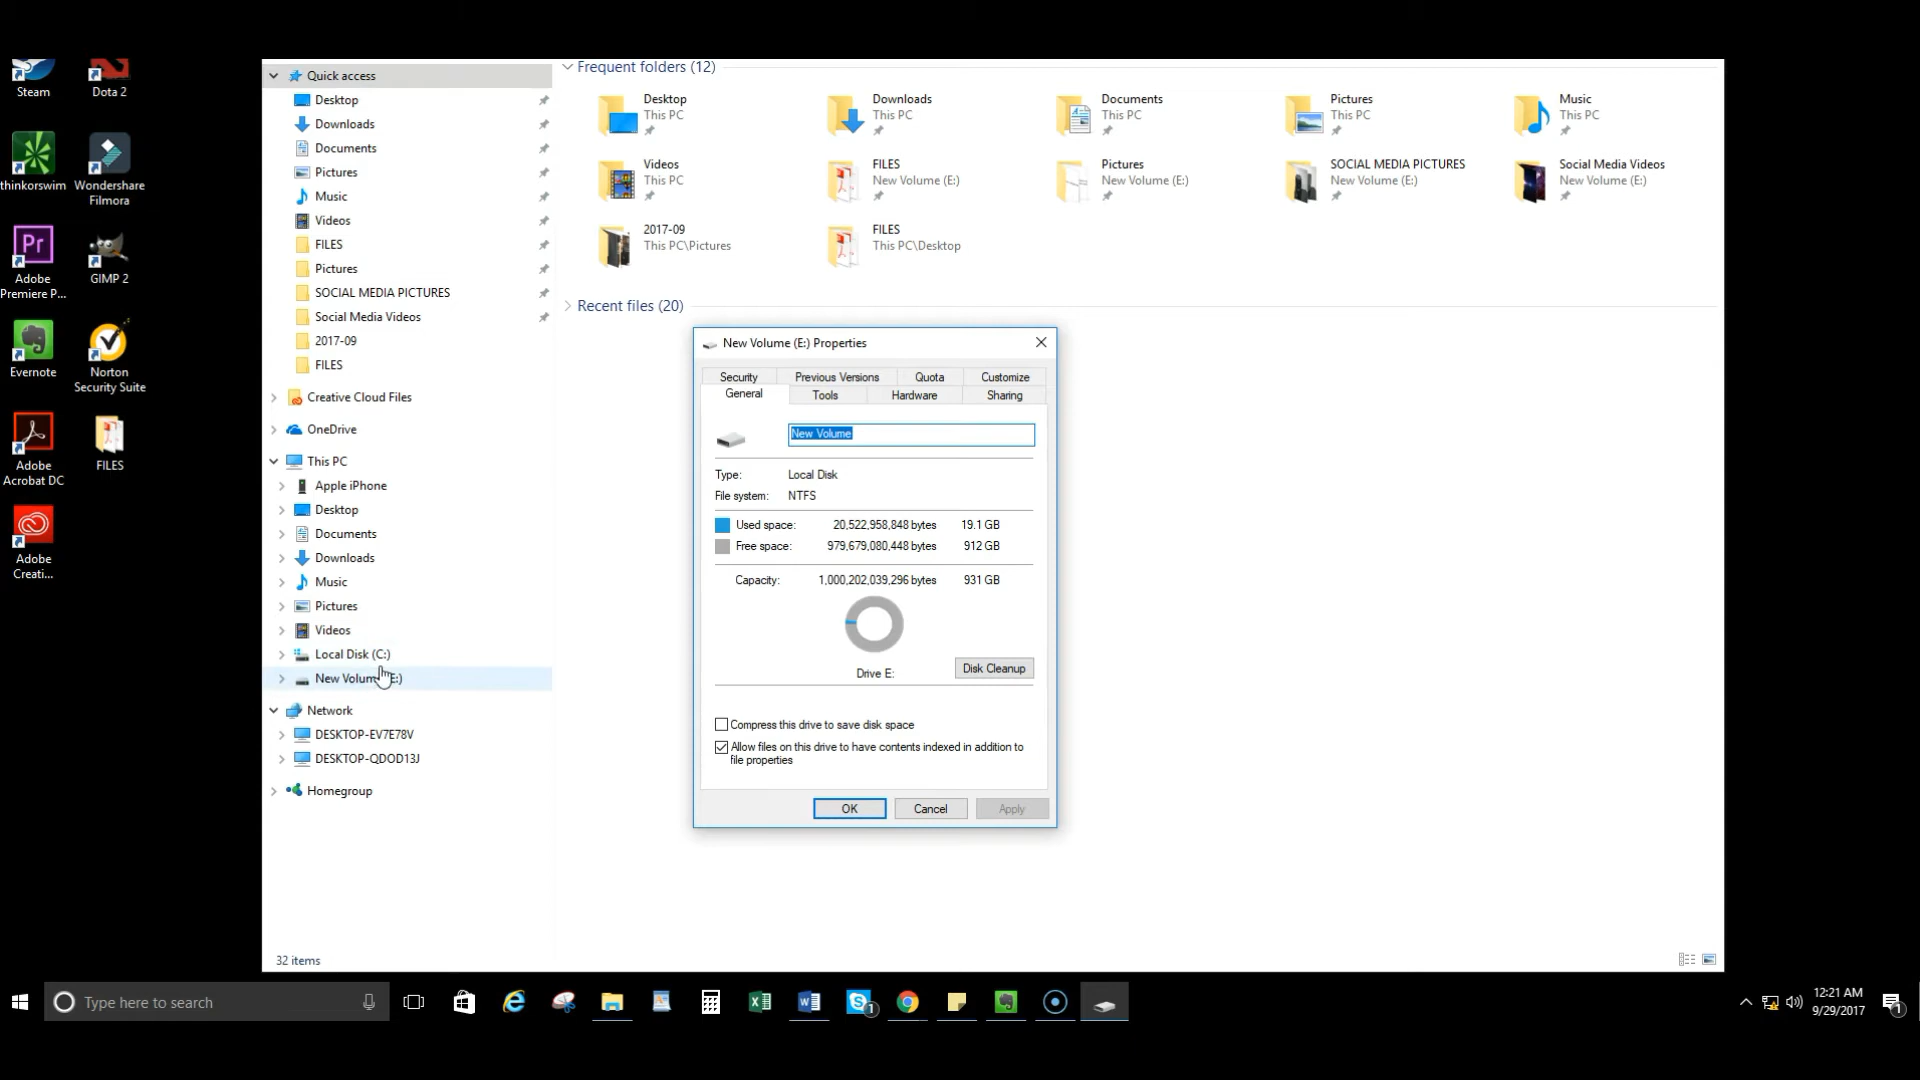 Steam
Dota 2
thinkorswim
Wondershare
Filmora
Pr
Adobe
Premiere P...
GIMP 2
Evernote
Norton
Security Suite
Adobe
Acrobat DC
FILES
Adobe
Creati...
Quick access
Desktop
Downloads
Documents
Pictures
Music
Videos
FILES
Pictures
SOCIAL MEDIA PICTURES
Social Media Videos
2017-09
FILES
Creative Cloud Files
OneDrive
This PC
Apple iPhone
Desktop
Documents
Downloads
Music
Pictures
Videos
Local Disk (C:)
New Volum E:)
Network
DESKTOP-EV7E78V
DESKTOP-QDOD13J
Homegroup
32 items
Frequent folders (12)
Desktop
This PC
Downloads
This PC
Documents
This PC
Pictures
This PC
Music
This PC
Videos
This PC
FILES
New Volume (E:)
Pictures
New Volume (E:)
SOCIAL MEDIA PICTURES
New Volume (E:)
Social Media Videos
New Volume (E:)
2017-09
This PC\Pictures
FILES
This PC\Desktop
Recent files (20)
New Volume (E:) Properties
Security Previous Versions Quota Customize
General Tools Hardware Sharing
New Volume
Type: Local Disk
File system: NTFS
Used space: 20,522,958,848 bytes 19.1 GB
Free space: 979,679,080,448 bytes 912 GB
Capacity: 1,000,202,039,296 bytes 931 GB
Drive E:
Disk Cleanup
Compress this drive to save disk space
Allow files on this drive to have contents indexed in addition to
file properties
OK Cancel Apply
Type here to search
1
12:21 AM
9/29/2017
1